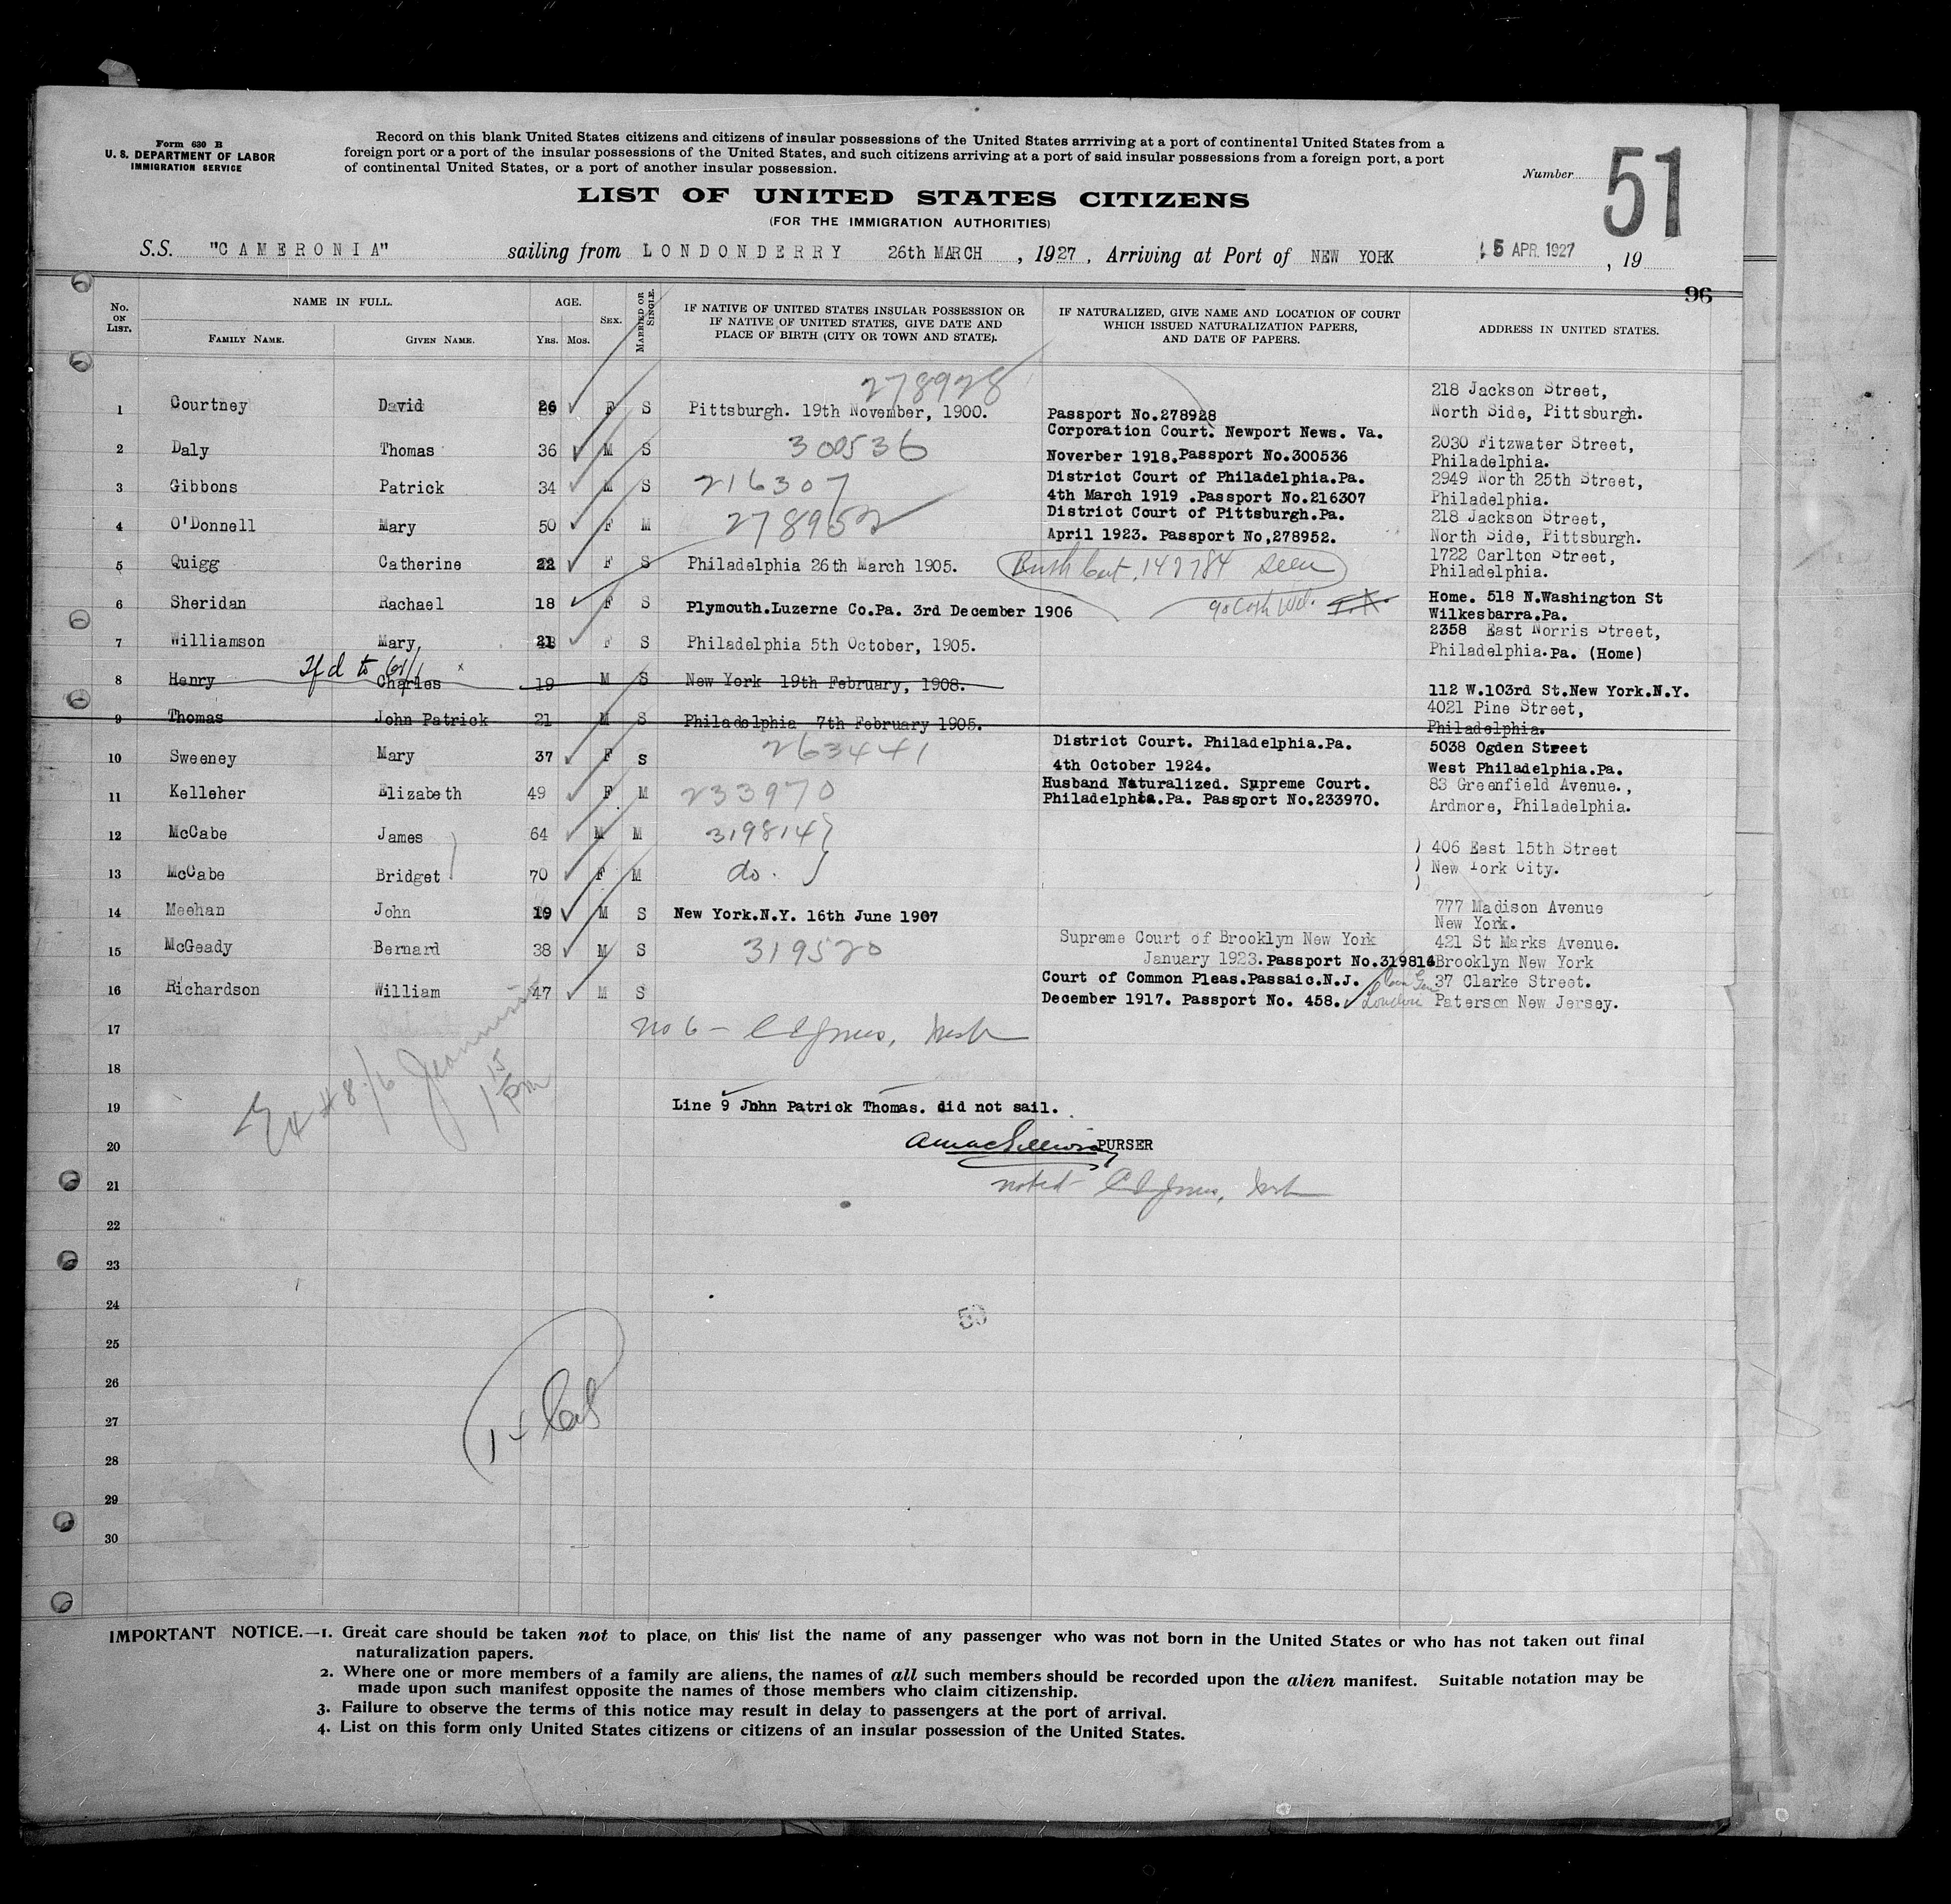 Form 630 B
U. S. DEPARTMENT OF LABOR
IMMIGRATION SERVICE
Record on this blank United States citizens and citizens of insular possessions of the United States arrriving at a port of continental United States from a
foreign port or a port of the insular possessions of the United States, and such citizens arriving at a port of said insular possessions from a foreign port, a port
of continental United States, or a port of another insular possession.
Number 51
LIST OF UNITED STATES CITIZENS
(FOR THE IMMIGRATION AUTHORITIES)
S.S. "CAMERONIA" sailing from LONDONDERRY 26th MARCH, 1927, Arriving at Port of NEW YORK 5 APR. 1927, 19
96
No. ON LIST.
NAME IN FULL.
FAMILY NAME. GIVEN NAME.
AGE.
Yrs. Mos.
SEX.
MARRIED OR SINGLE.
IF NATIVE OF UNITED STATES INSULAR POSSESSION OR
IF NATIVE OF UNITED STATES, GIVE DATE AND
PLACE OF BIRTH (CITY OR TOWN AND STATE).
IF NATURALIZED, GIVE NAME AND LOCATION OF COURT
WHICH ISSUED NATURALIZATION PAPERS,
AND DATE OF PAPERS.
ADDRESS IN UNITED STATES.
278928
218 Jackson Street,
1 Courtney David 26 F S Pittsburgh. 19th November, 1900. Passport No.278928 North Side, Pittsburgh.
Corporation Court. Newport News. Va. 2030 Fitzwater Street,
2 Daly Thomas 36 M S 300536 Noverber 1918.Passport No.300536 Philadelphia.
District Court of Philadelphia.Pa. 2949 North 25th Street,
3 Gibbons Patrick 34 M S 216307 4th March 1919 .Passport No.216307 Philadelphia.
District Court of Pittsburgh.Pa. 218 Jackson Street,
4 O'Donnell Mary 50 F M 278952 April 1923. Passport No,278952. North Side, Pittsburgh.
1722 Carlton Street,
5 Quigg Catherine 22 F S Philadelphia 26th March 1905. Birth Cert. 147784 seen Philadelphia.
Home. 518 N.Washington St
6 Sheridan Rachael 18 F S Plymouth.Luzerne Co.Pa. 3rd December 1906 Wilkesbarra.Pa.
2358 East Norris Street,
7 Williamson Mary, 21 F S Philadelphia 5th October, 1905. Philadelphia.Pa. (Home)
Tfd to
8 Henry Charles 19 M S New York 19th February, 1908. 112 W.103rd St.New York.N.Y.
4021 Pine Street,
9 Thomas John Patrick 21 M S Philadelphia 7th February 1905. Philadelphia.
District Court. Philadelphia.Pa. 5038 Ogden Street
10 Sweeney Mary 37 F S 263441 4th October 1924. West Philadelphia.Pa.
Husband Naturalized. Supreme Court. 83 Greenfield Avenue.,
11 Kelleher Elizabeth 49 F M 233970 Philadelphia.Pa. Passport No.233970. Ardmore, Philadelphia.
12 McCabe James 64 M M 319814
406 East 15th Street
New York City.
13 McCabe Bridget 70 F M do.
777 Madison Avenue
14 Meehan John 19 M S New York.N.Y. 16th June 1907 New York.
Supreme Court of Brooklyn New York 421 St Marks Avenue.
15 McGeady Bernard 38 M S 319520 January 1923.Passport No.319814 Brooklyn New York
Court of Common Pleas.Passaic.N.J. 37 Clarke Street.
16 Richardson William 47 M S December 1917. Passport No. 458. London Paterson New Jersey.
17 no 6 -
18
19 Line 9 John Patrick Thomas. did not sail.
20 PURSER
21 noted
22
23
24
50
25
26
27
28
29
30
IMPORTANT NOTICE.—1. Great care should be taken not to place on this list the name of any passenger who was not born in the United States or who has not taken out final
naturalization papers.
2. Where one or more members of a family are aliens, the names of all such members should be recorded upon the alien manifest. Suitable notation may be
made upon such manifest opposite the names of those members who claim citizenship.
3. Failure to observe the terms of this notice may result in delay to passengers at the port of arrival.
4. List on this form only United States citizens or citizens of an insular possession of the United States.